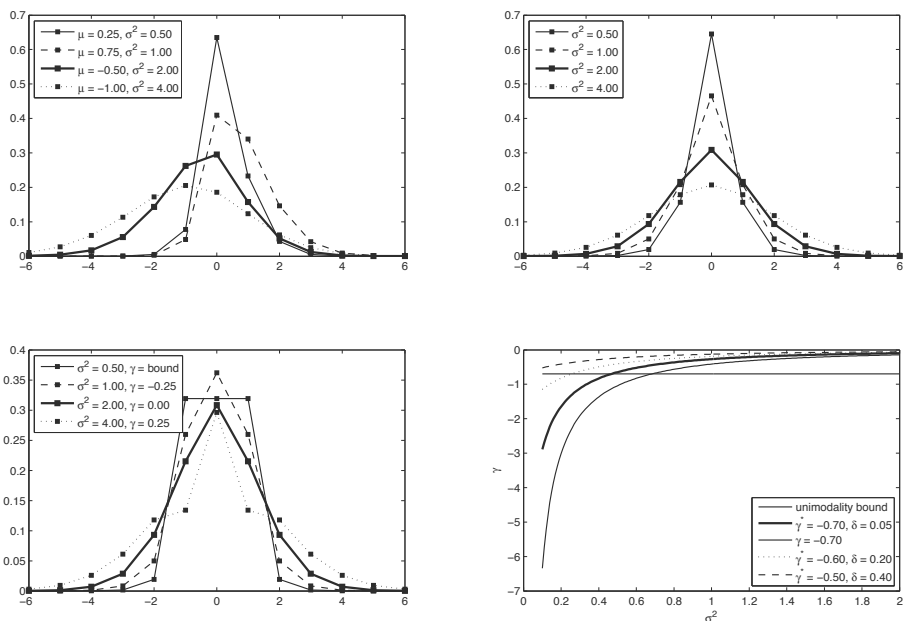 0.7
0.6
0.5
0.4
0.3
0.2
0.1
0
−6 −4 −2 0 2 4 6
μ = 0.25, σ² = 0.50
μ = 0.75, σ² = 1.00
μ = −0.50, σ² = 2.00
μ = −1.00, σ² = 4.00
0.7
0.6
0.5
0.4
0.3
0.2
0.1
0
−6 −4 −2 0 2 4 6
σ² = 0.50
σ² = 1.00
σ² = 2.00
σ² = 4.00
0.4
0.35
0.3
0.25
0.2
0.15
0.1
0.05
0
−6 −4 −2 0 2 4 6
σ² = 0.50, γ = bound
σ² = 1.00, γ = −0.25
σ² = 2.00, γ = 0.00
σ² = 4.00, γ = 0.25
0
−1
−2
−3
−4
−5
−6
−7
γ
0 0.2 0.4 0.6 0.8 1 1.2 1.4 1.6 1.8 2
σ²
unimodality bound
γ* = −0.70, δ = 0.05
γ = −0.70
γ* = −0.60, δ = 0.20
γ* = −0.50, δ = 0.40